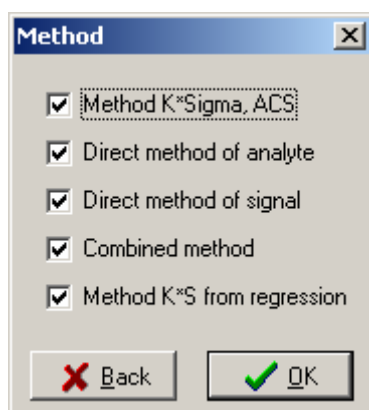 Method
Method K*Sigma, ACS
Direct method of analyte
Direct method of signal
Combined method
Method K*S from regression
Back
OK